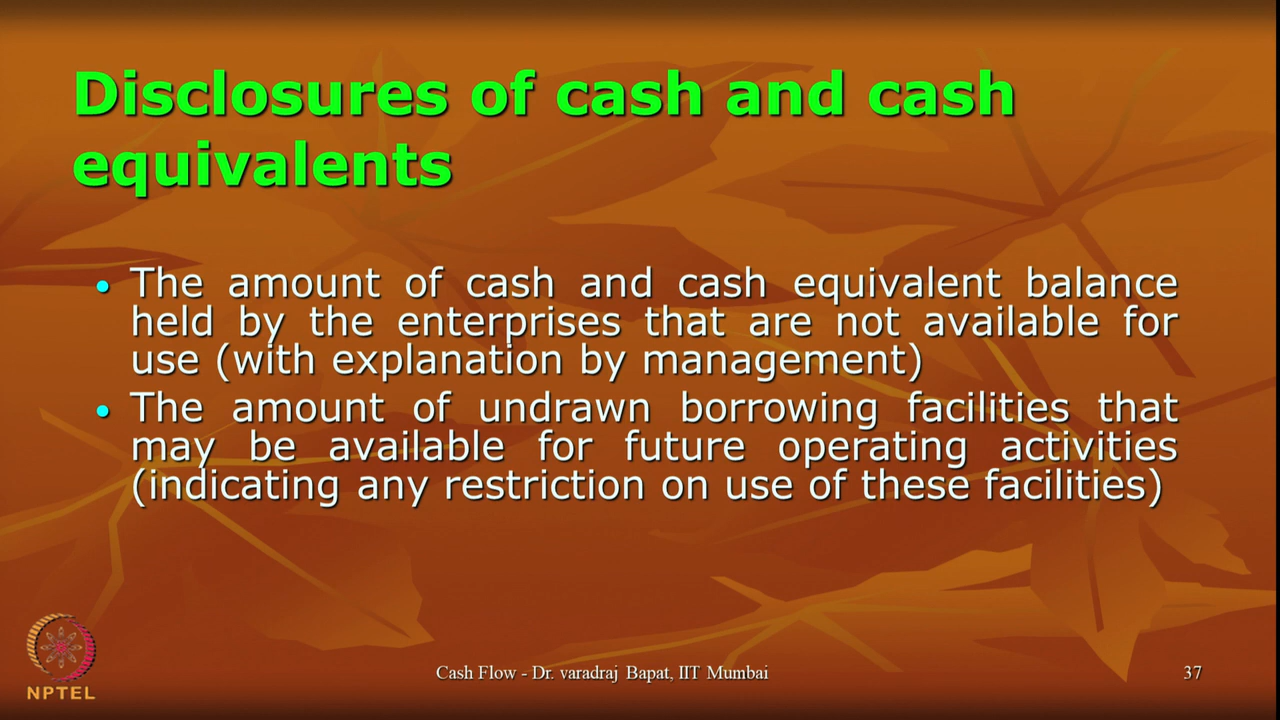 Disclosures of cash and cash
equivalents
• The amount of cash and cash equivalent balance
held by the enterprises that are not available for
use (with explanation by management)
• The amount of undrawn borrowing facilities that
may be available for future operating activities
(indicating any restriction on use of these facilities)
NPTEL
Cash Flow - Dr. varadraj Bapat, IIT Mumbai
37